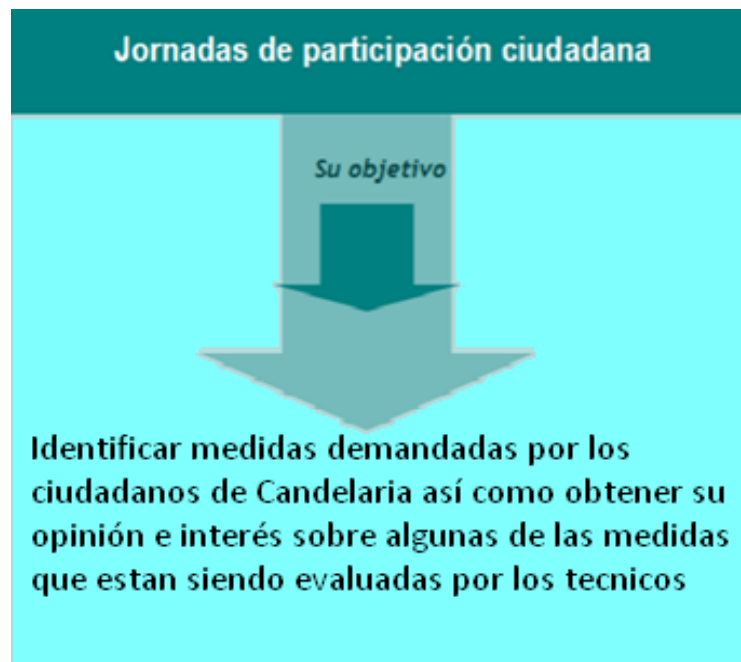 Jornadas de participación ciudadana
Su objetivo
Identificar medidas demandadas por los
ciudadanos de Candelaria así como obtener su
opinión e interés sobre algunas de las medidas
que estan siendo evaluadas por los tecnicos